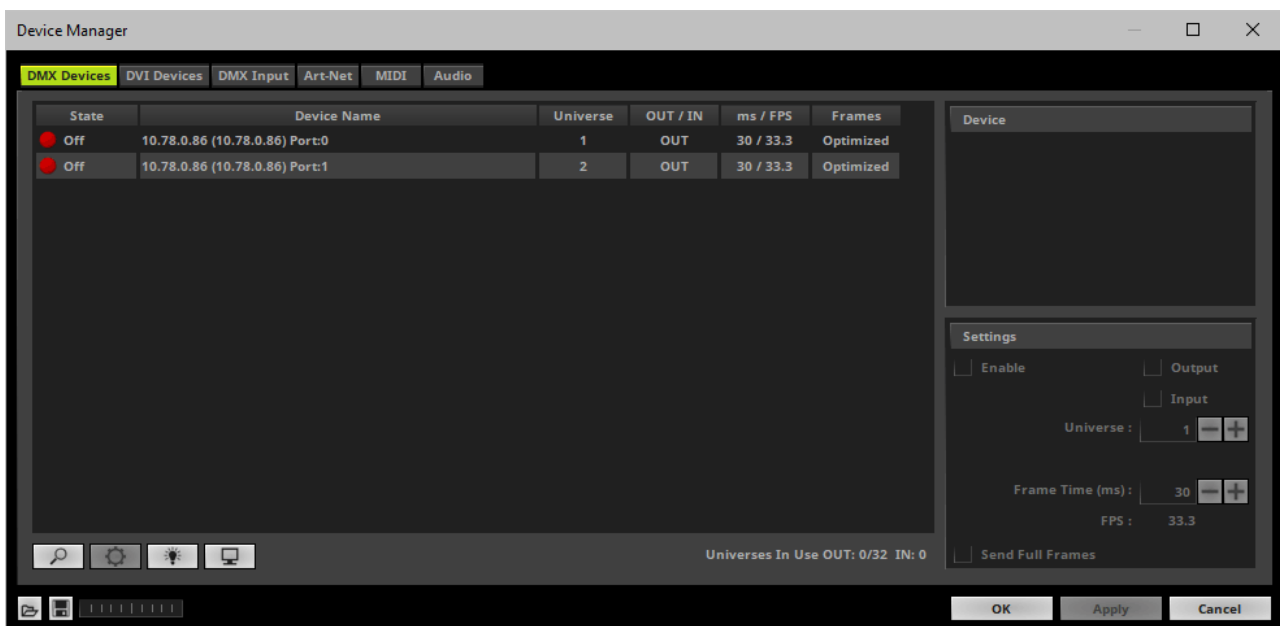 Device Manager
DMX Devices DVI Devices DMX Input Art-Net MIDI Audio
State Device Name Universe OUT / IN ms / FPS Frames
Off 10.78.0.86 (10.78.0.86) Port:0 1 OUT 30 / 33.3 Optimized
Off 10.78.0.86 (10.78.0.86) Port:1 2 OUT 30 / 33.3 Optimized
Universes In Use OUT: 0/32 IN: 0
Device
Settings
Enable Output
Input
Universe : 1
Frame Time (ms) : 30
FPS : 33.3
Send Full Frames
OK Apply Cancel